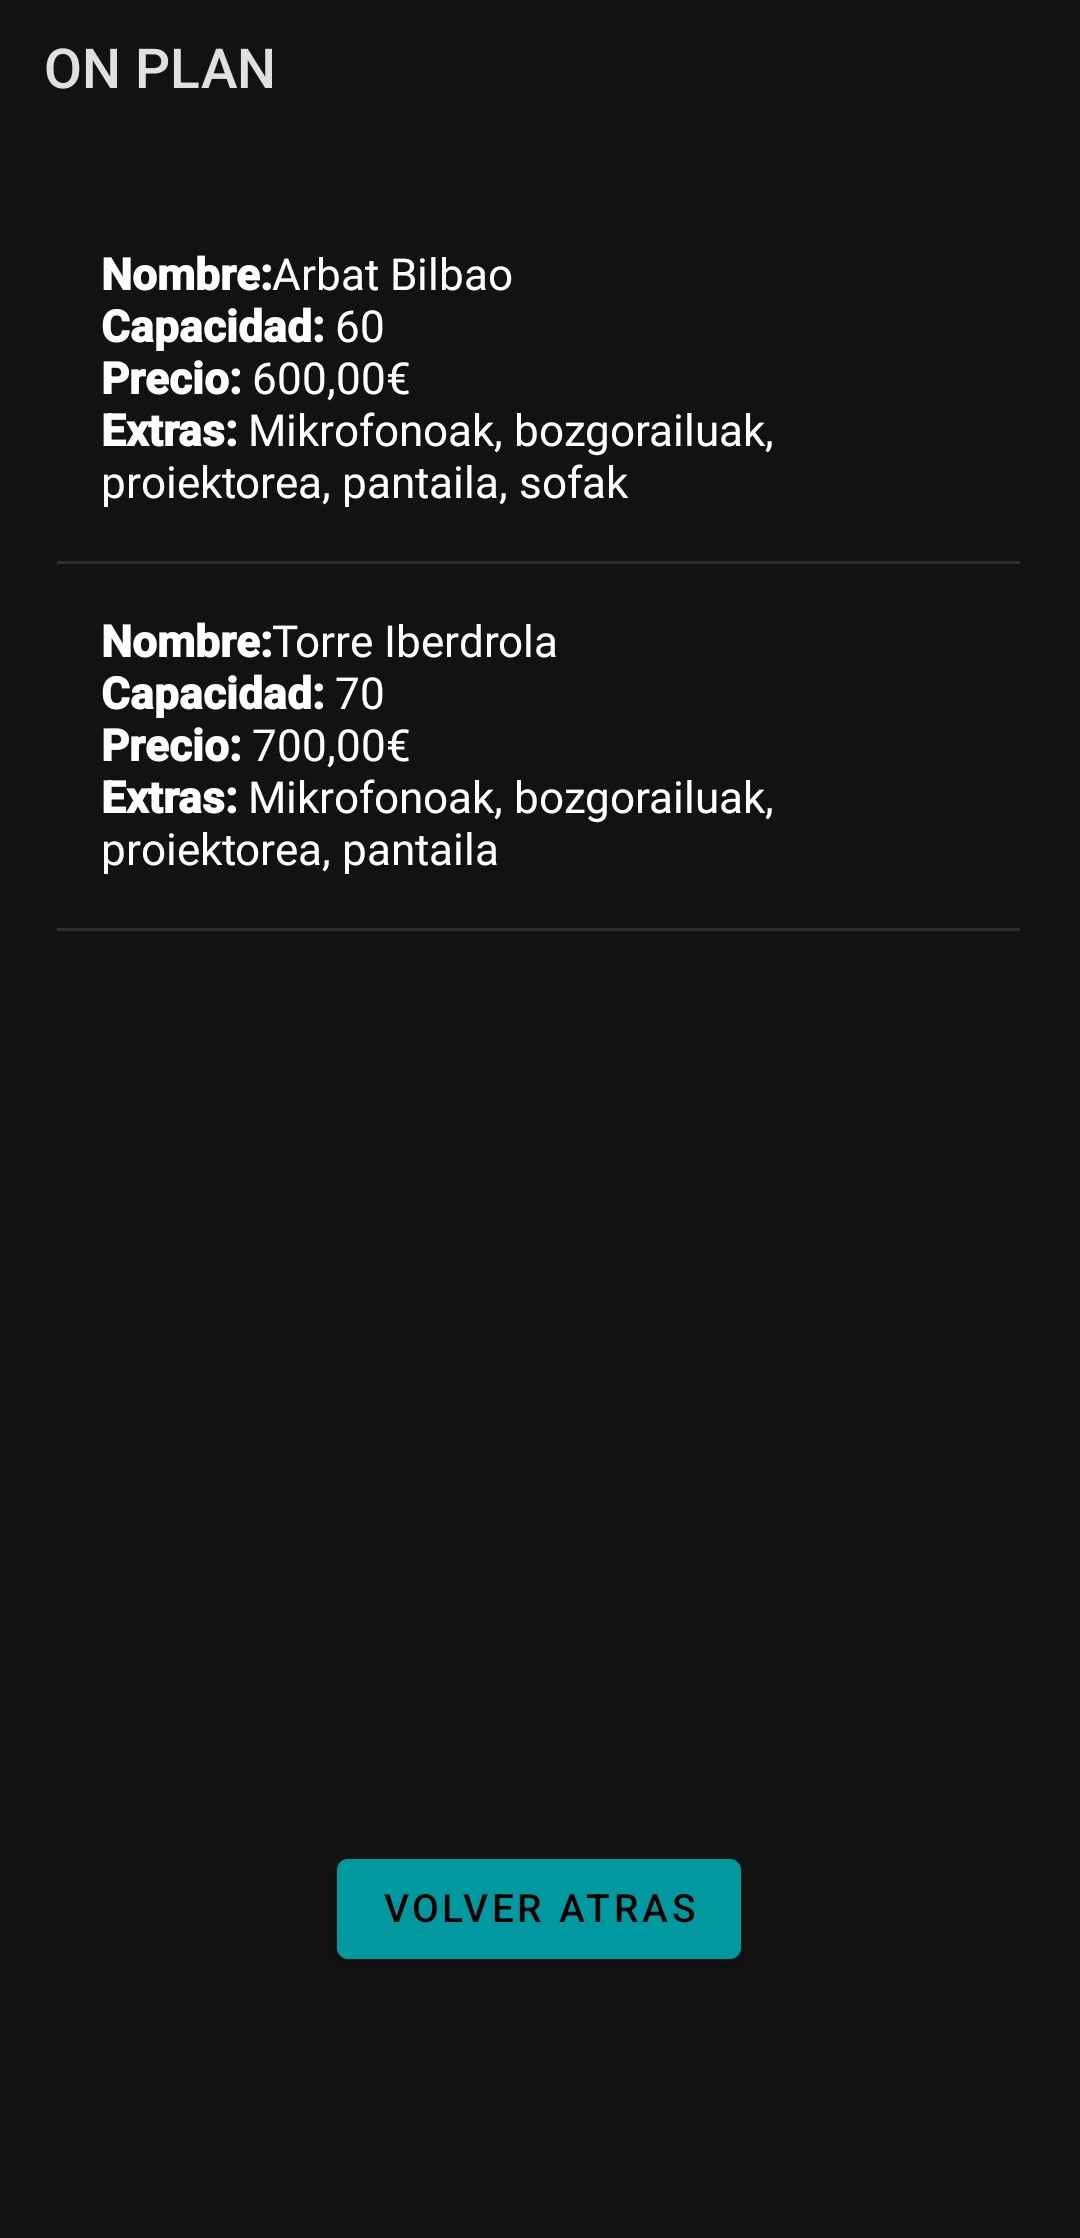 ON PLAN
Nombre:Arbat Bilbao
Capacidad: 60
Precio: 600,00€
Extras: Mikrofonoak, bozgorailuak,
proiektorea, pantaila, sofak
Nombre:Torre Iberdrola
Capacidad: 70
Precio: 700,00€
Extras: Mikrofonoak, bozgorailuak,
proiektorea, pantaila
VOLVER ATRAS